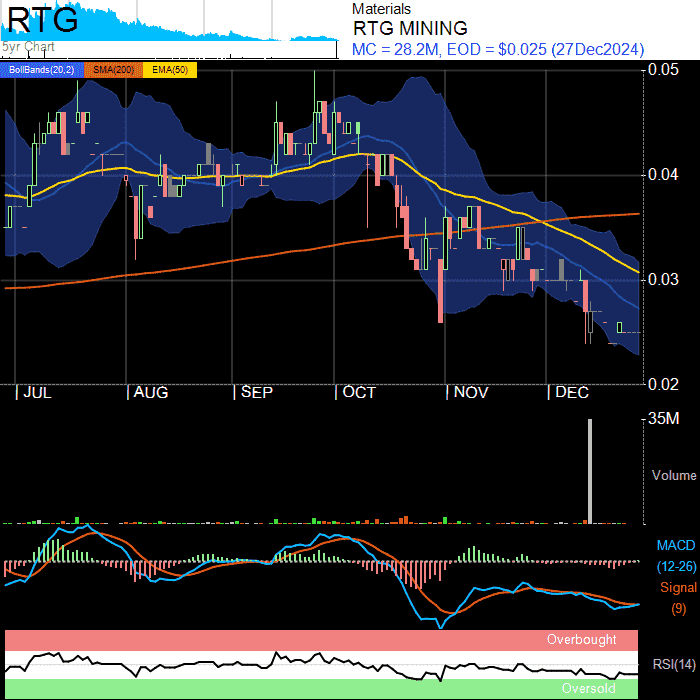 RTG
5yr Chart
Materials
RTG MINING
MC = 28.2M, EOD = $0.025 (27Dec2024)
BollBands(20,2) SMA(200) EMA(50)
0.05
0.04
0.03
0.02
JUL AUG SEP OCT NOV DEC
35M
Volume
MACD
(12-26)
Signal
(9)
Overbought
RSI(14)
Oversold